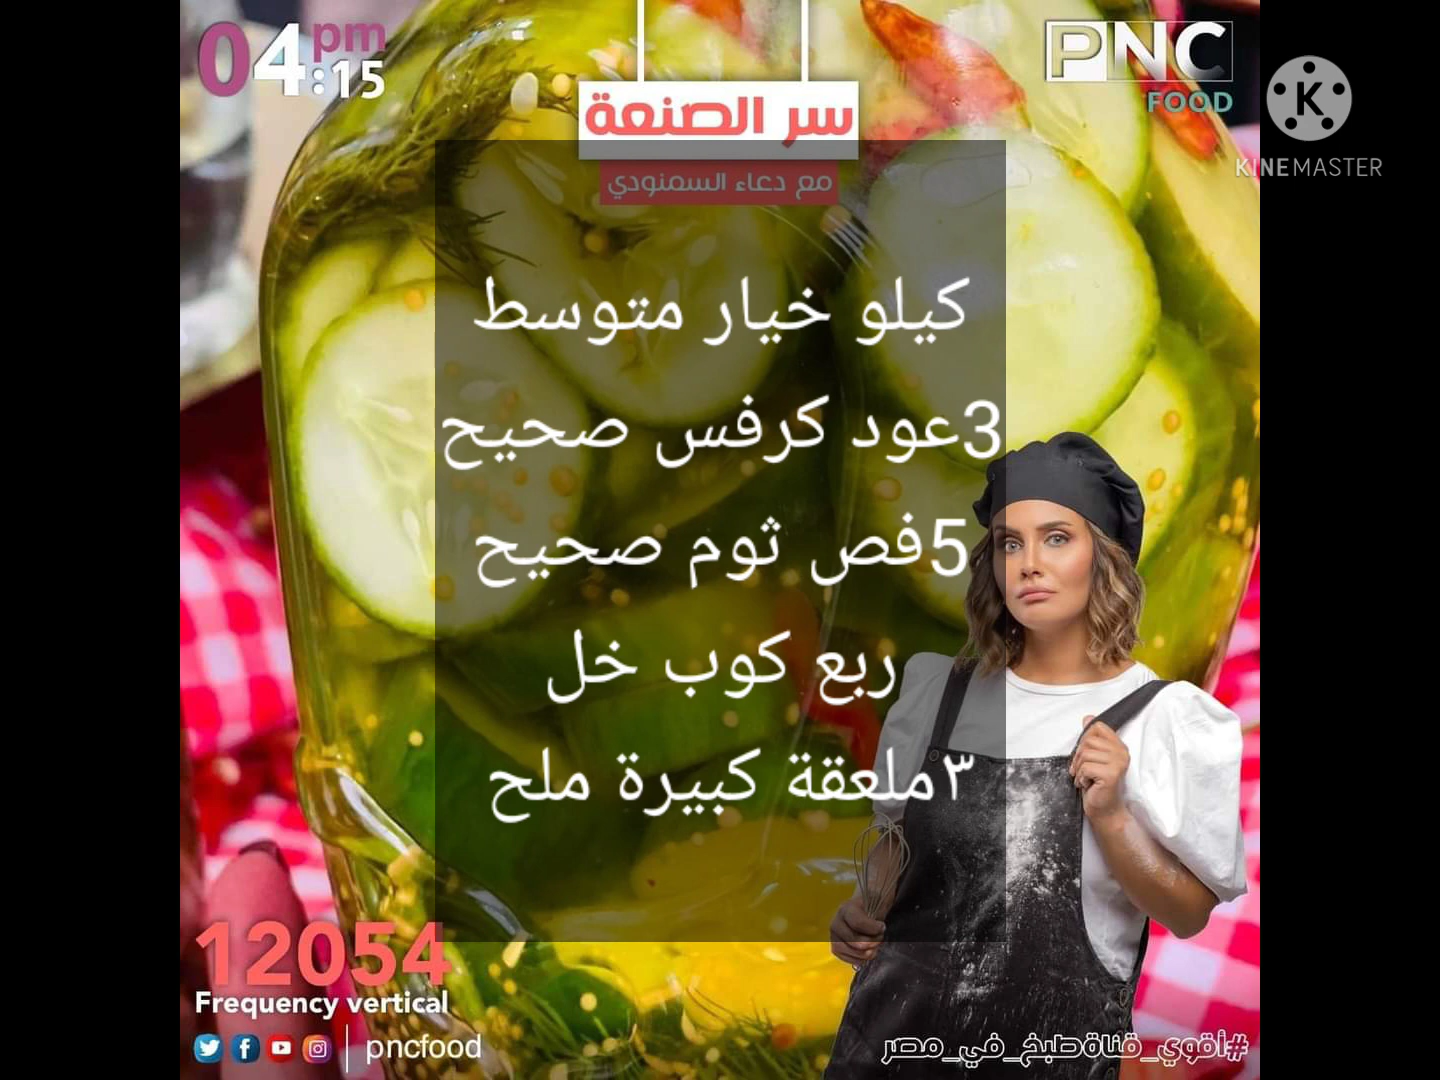 04:15 pm
PNC
FOOD
KINEMASTER
سر الصنعة
مع دعاء السمنودي
كيلو خيار متوسط
3عود كرفس صحيح
5فص ثوم صحيح
ربع كوب خل
٣ملعقة كبيرة ملح
12054
Frequency vertical
pncfood
#أقوي_قناة_طبخ_في_مصر